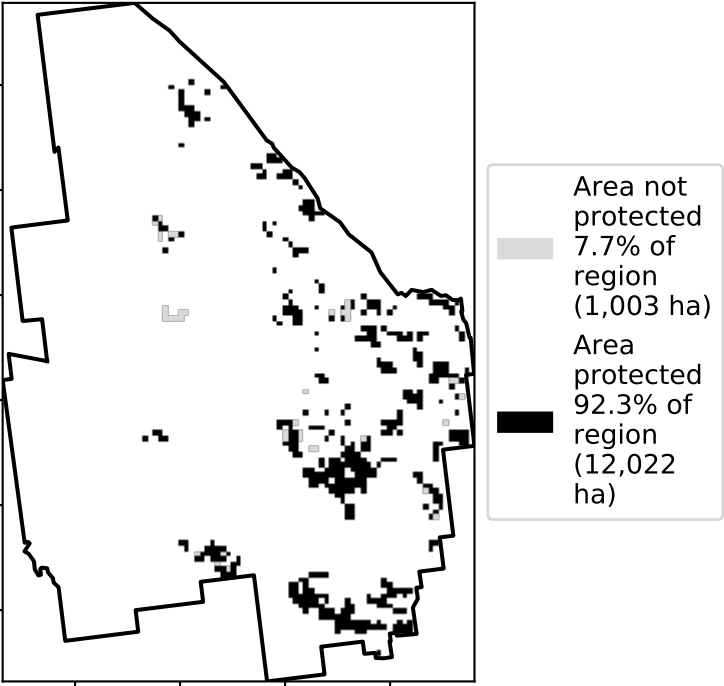 Area not
protected
7.7% of
region
(1,003 ha)
Area
protected
92.3% of
region
(12,022
ha)